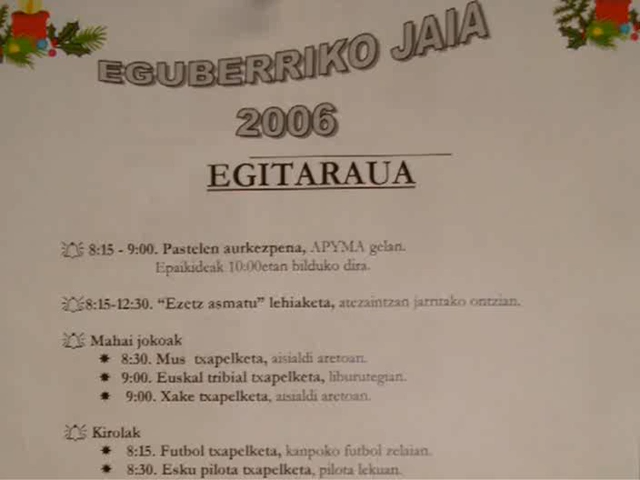 EGUBERRIKO JAIA
2006
EGITARAUA
8:15 - 9:00. Pastelen aurkezpena, APYMA gelan.
Epaikideak 10:00etan bilduko dira.
8:15-12:30. “Ezetz asmatu” lehiaketa, atezaintzan jarritako ontzian.
Mahai jokoak
8:30. Mus txapelketa, aisialdi aretoan.
9:00. Euskal tribial txapelketa, liburutegian.
9:00. Xake txapelketa, aisialdi aretoan.
Kirolak
8:15. Futbol txapelketa, kanpoko futbol zelaian.
8:30. Esku pilota txapelketa, pilota lekuan.